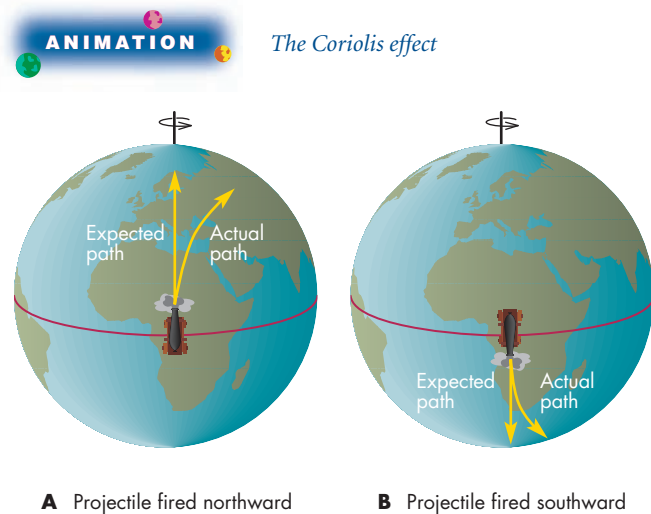 ANIMATION
The Coriolis effect
Expected
path
Actual
path
Expected
path
Actual
path
A Projectile fired northward
B Projectile fired southward